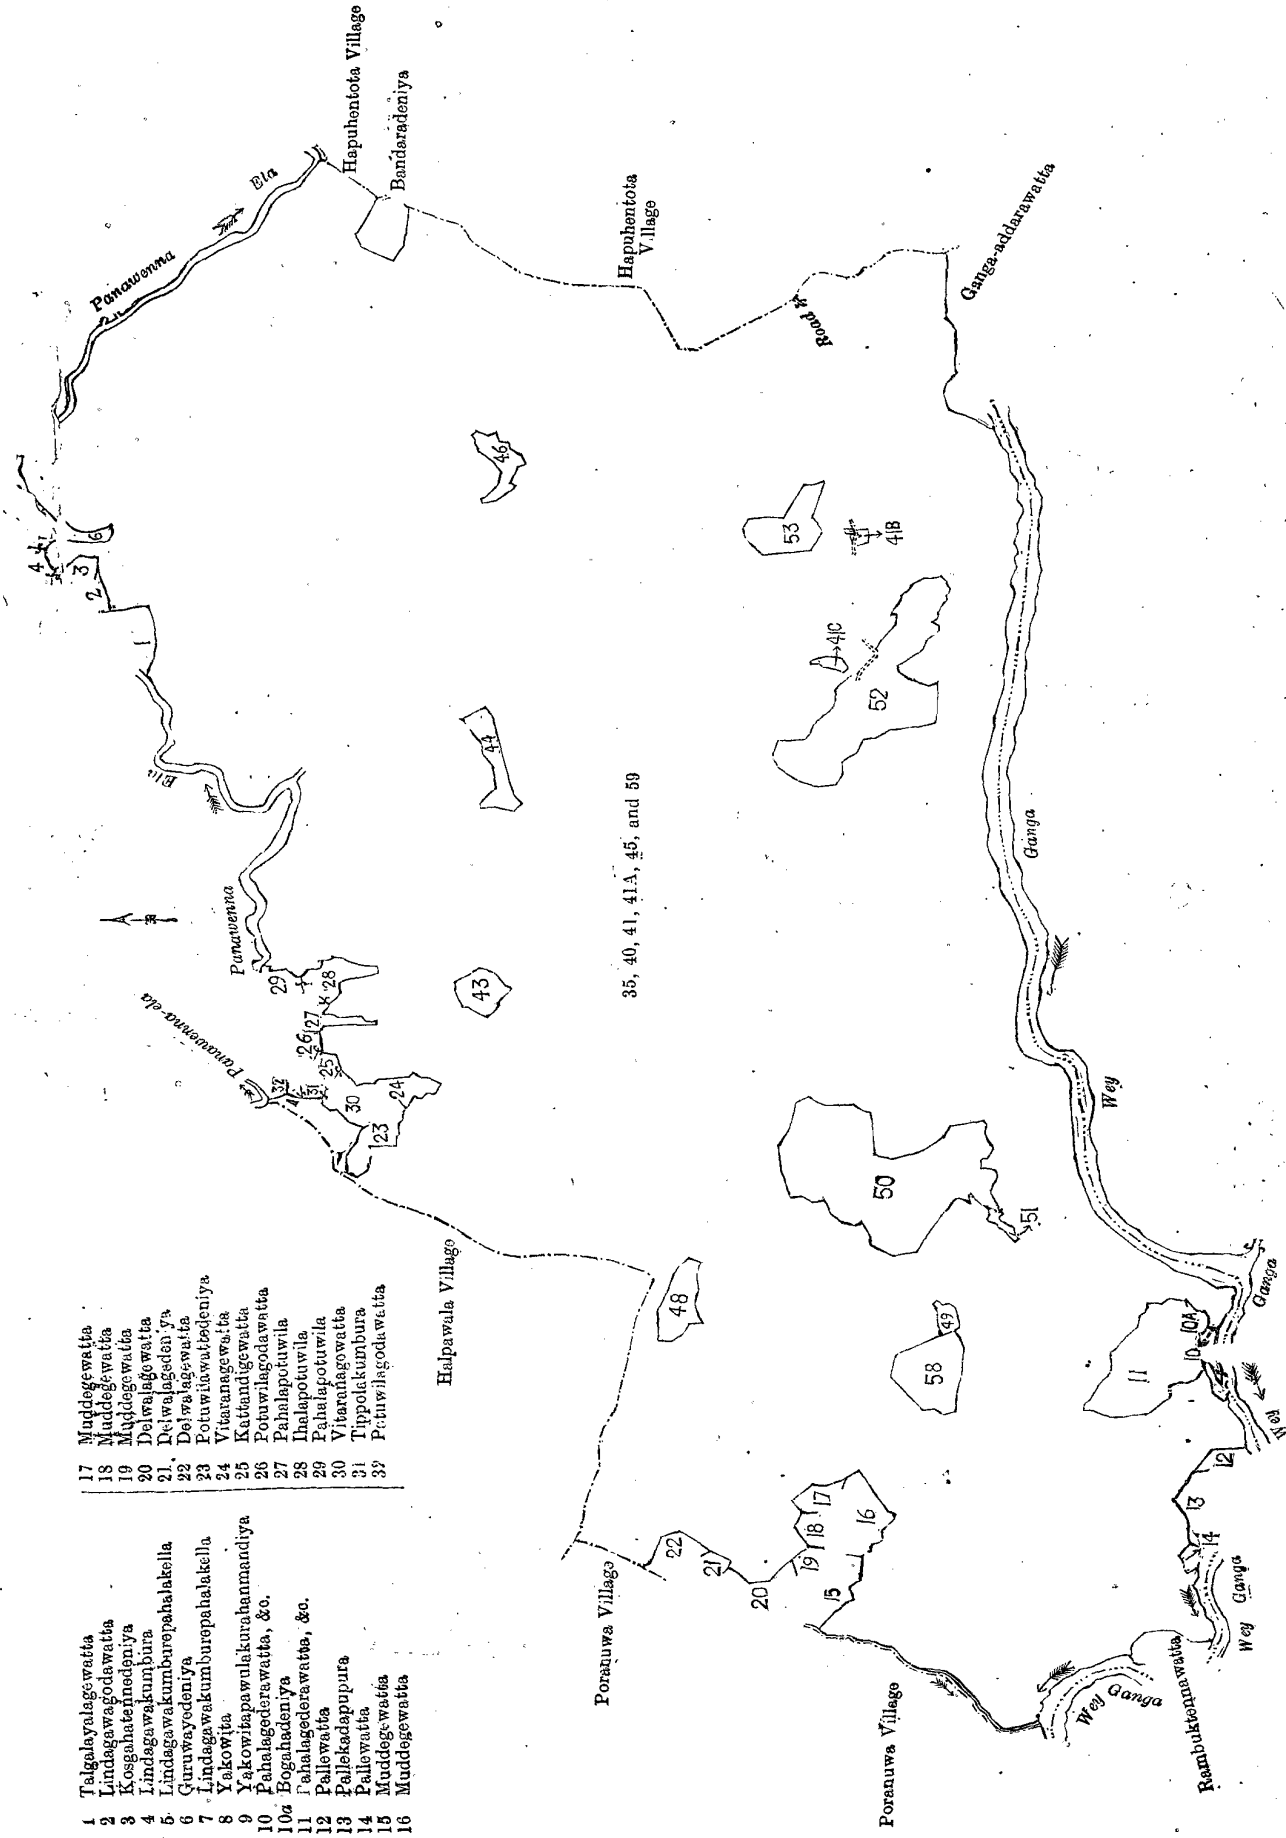 1 Talgalayalagewatta
2 Lindagawagodawatta
3 Kosgahatennedeniya
4 Lindagawakumbura
5 Lindagawakumburepahalakella
6 Guruwayedeniya
7 Lindagawakumburepahalakella
8 Yakowita
9 Yakowitapawulakurahanmandiya
10 Pahalagederawatta, &c.
10a Bogahadeniya
11 Pahalagederawatta, &c.
12 Pallewatta
13 Pallekadapupura
14 Pallewatta
15 Muddegewatta
16 Muddegewatta
17 Muddegewatta
18 Muddegewatta
19 Muddegewatta
20 Delwalagewatta
21 Delwalagedeniya
22 Delwalagewatta
23 Potuwilawattedeniya
24 Vitaranagewatta
25 Kattandigewatta
26 Potuwilagodawatta
27 Pahalapotuwila
28 Ihalapotuwila
29 Pahalapotuwila
30 Vitaranagewatta
31 Tippolakumbura
32 Potuwilagodawatta
Panawenna-ela
Panawenna
Ela
Panawenna
Ela
Hapuhentota Village
Bandaradeniya
Hapuhentota
Village
Road
Ganga-addarawatta
Halpawala Village
Poranuwa Village
Poranuwa Village
Rambuktennawatta
35, 40, 41, 41A, 45, and 59
1
2
3
4
6
32
31
30
23
24
25
26
27
28
29
43
44
46
53
41B
41C
52
50
51
48
49
58
11
10
10A
12
13
14
22
21
20
19
18
17
16
15
Wey
Ganga
Ganga
Wey
Wey Ganga
Wey Ganga